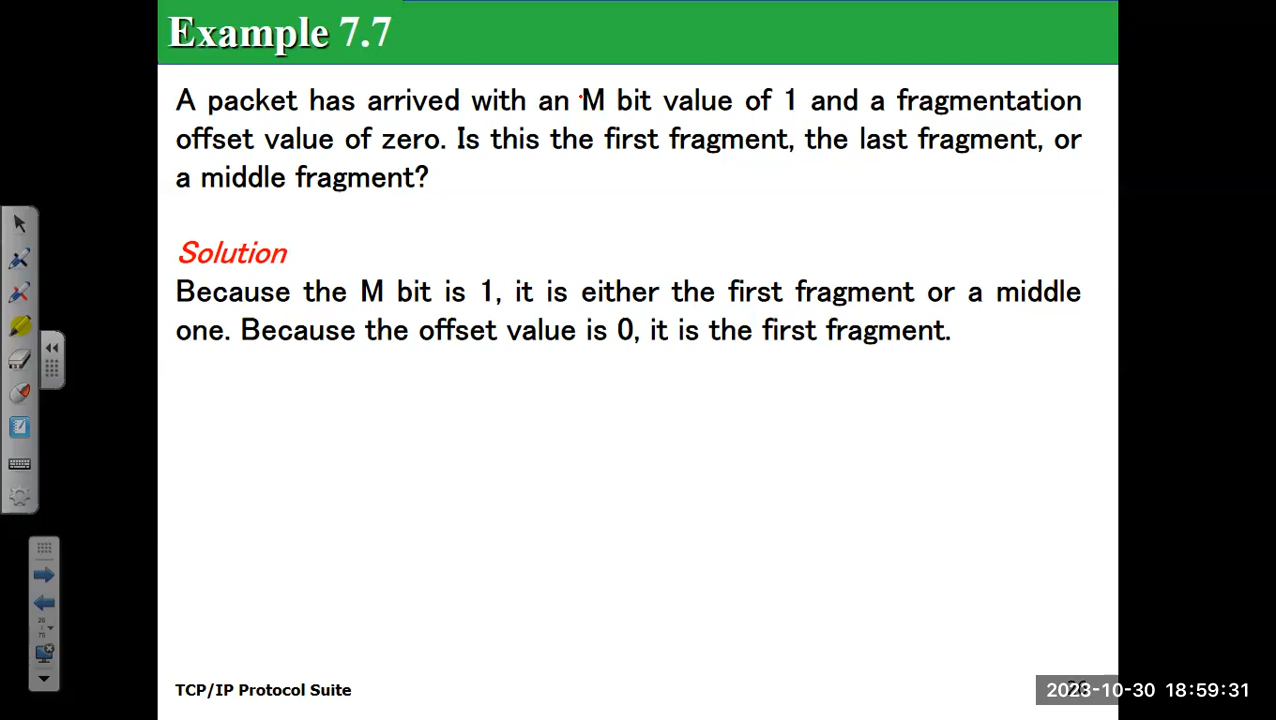 Example 7.7
A packet has arrived with an M bit value of 1 and a fragmentation
offset value of zero. Is this the first fragment, the last fragment, or
a middle fragment?
Solution
Because the M bit is 1, it is either the first fragment or a middle
one. Because the offset value is 0, it is the first fragment.
26
75
TCP/IP Protocol Suite
2023-10-30 18:59:31